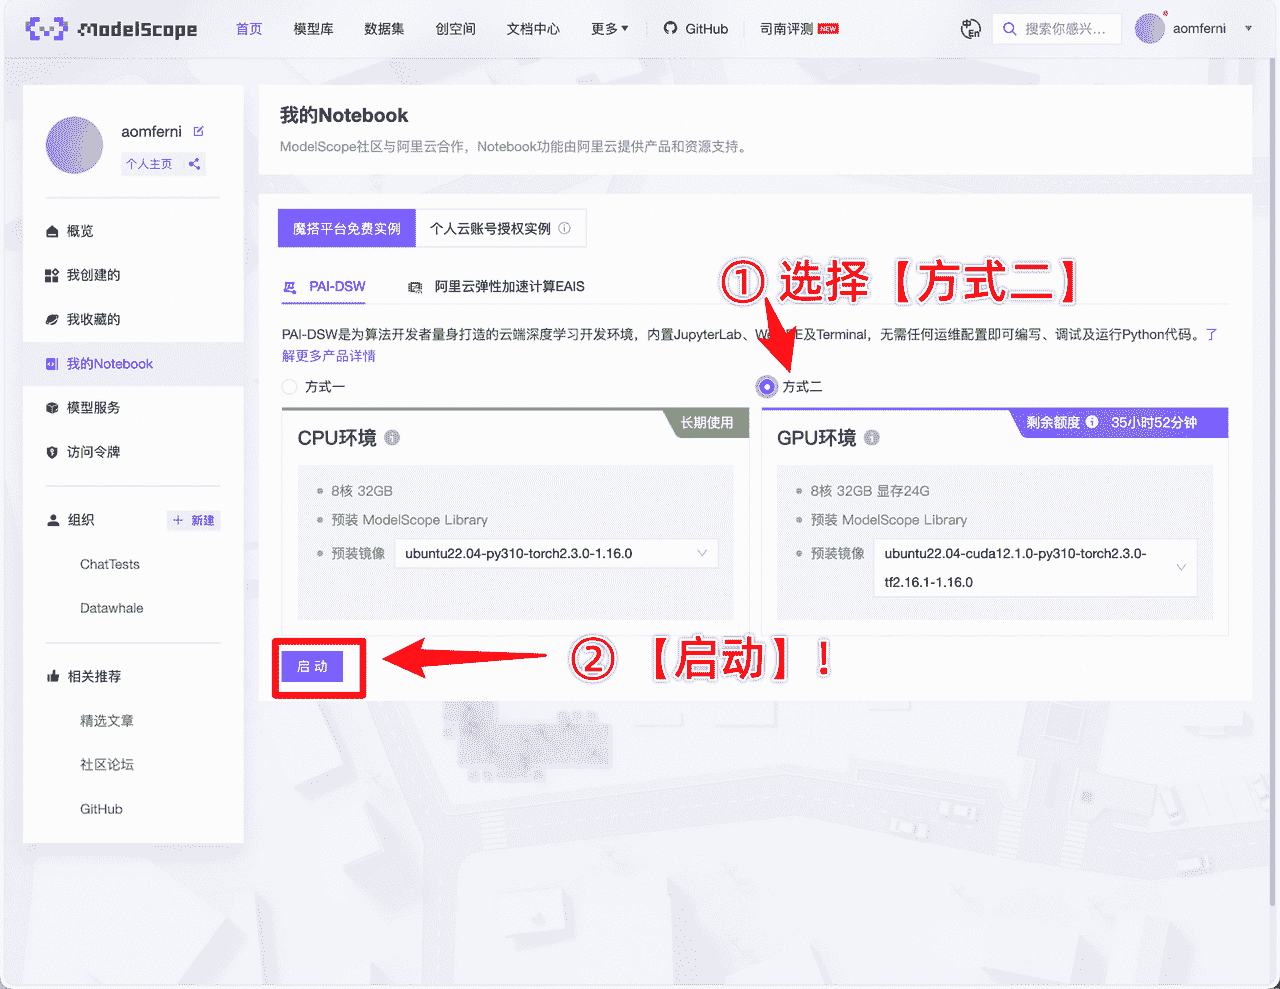 ModelScope 首页 模型库 数据集 创空间 文档中心 更多 GitHub 司南评测 NEW 中 En 搜索你感兴… aomferni
aomferni
个人主页
概览
我创建的
我收藏的
我的Notebook
模型服务
访问令牌
组织 + 新建
ChatTests
Datawhale
相关推荐
精选文章
社区论坛
GitHub
我的Notebook
ModelScope社区与阿里云合作，Notebook功能由阿里云提供产品和资源支持。
魔搭平台免费实例 个人云账号授权实例
PAI-DSW 阿里云弹性加速计算EAIS
① 选择【方式二】
PAI-DSW是为算法开发者量身打造的云端深度学习开发环境，内置JupyterLab、及Terminal，无需任何运维配置即可编写、调试及运行Python代码。了
解更多产品详情
方式一 方式二
CPU环境 长期使用
8核 32GB
预装 ModelScope Library
预装镜像 ubuntu22.04-py310-torch2.3.0-1.16.0
GPU环境 剩余额度 35小时52分钟
8核 32GB 显存24G
预装 ModelScope Library
预装镜像 ubuntu22.04-cuda12.1.0-py310-torch2.3.0-
tf2.16.1-1.16.0
启动
② 【启动】！